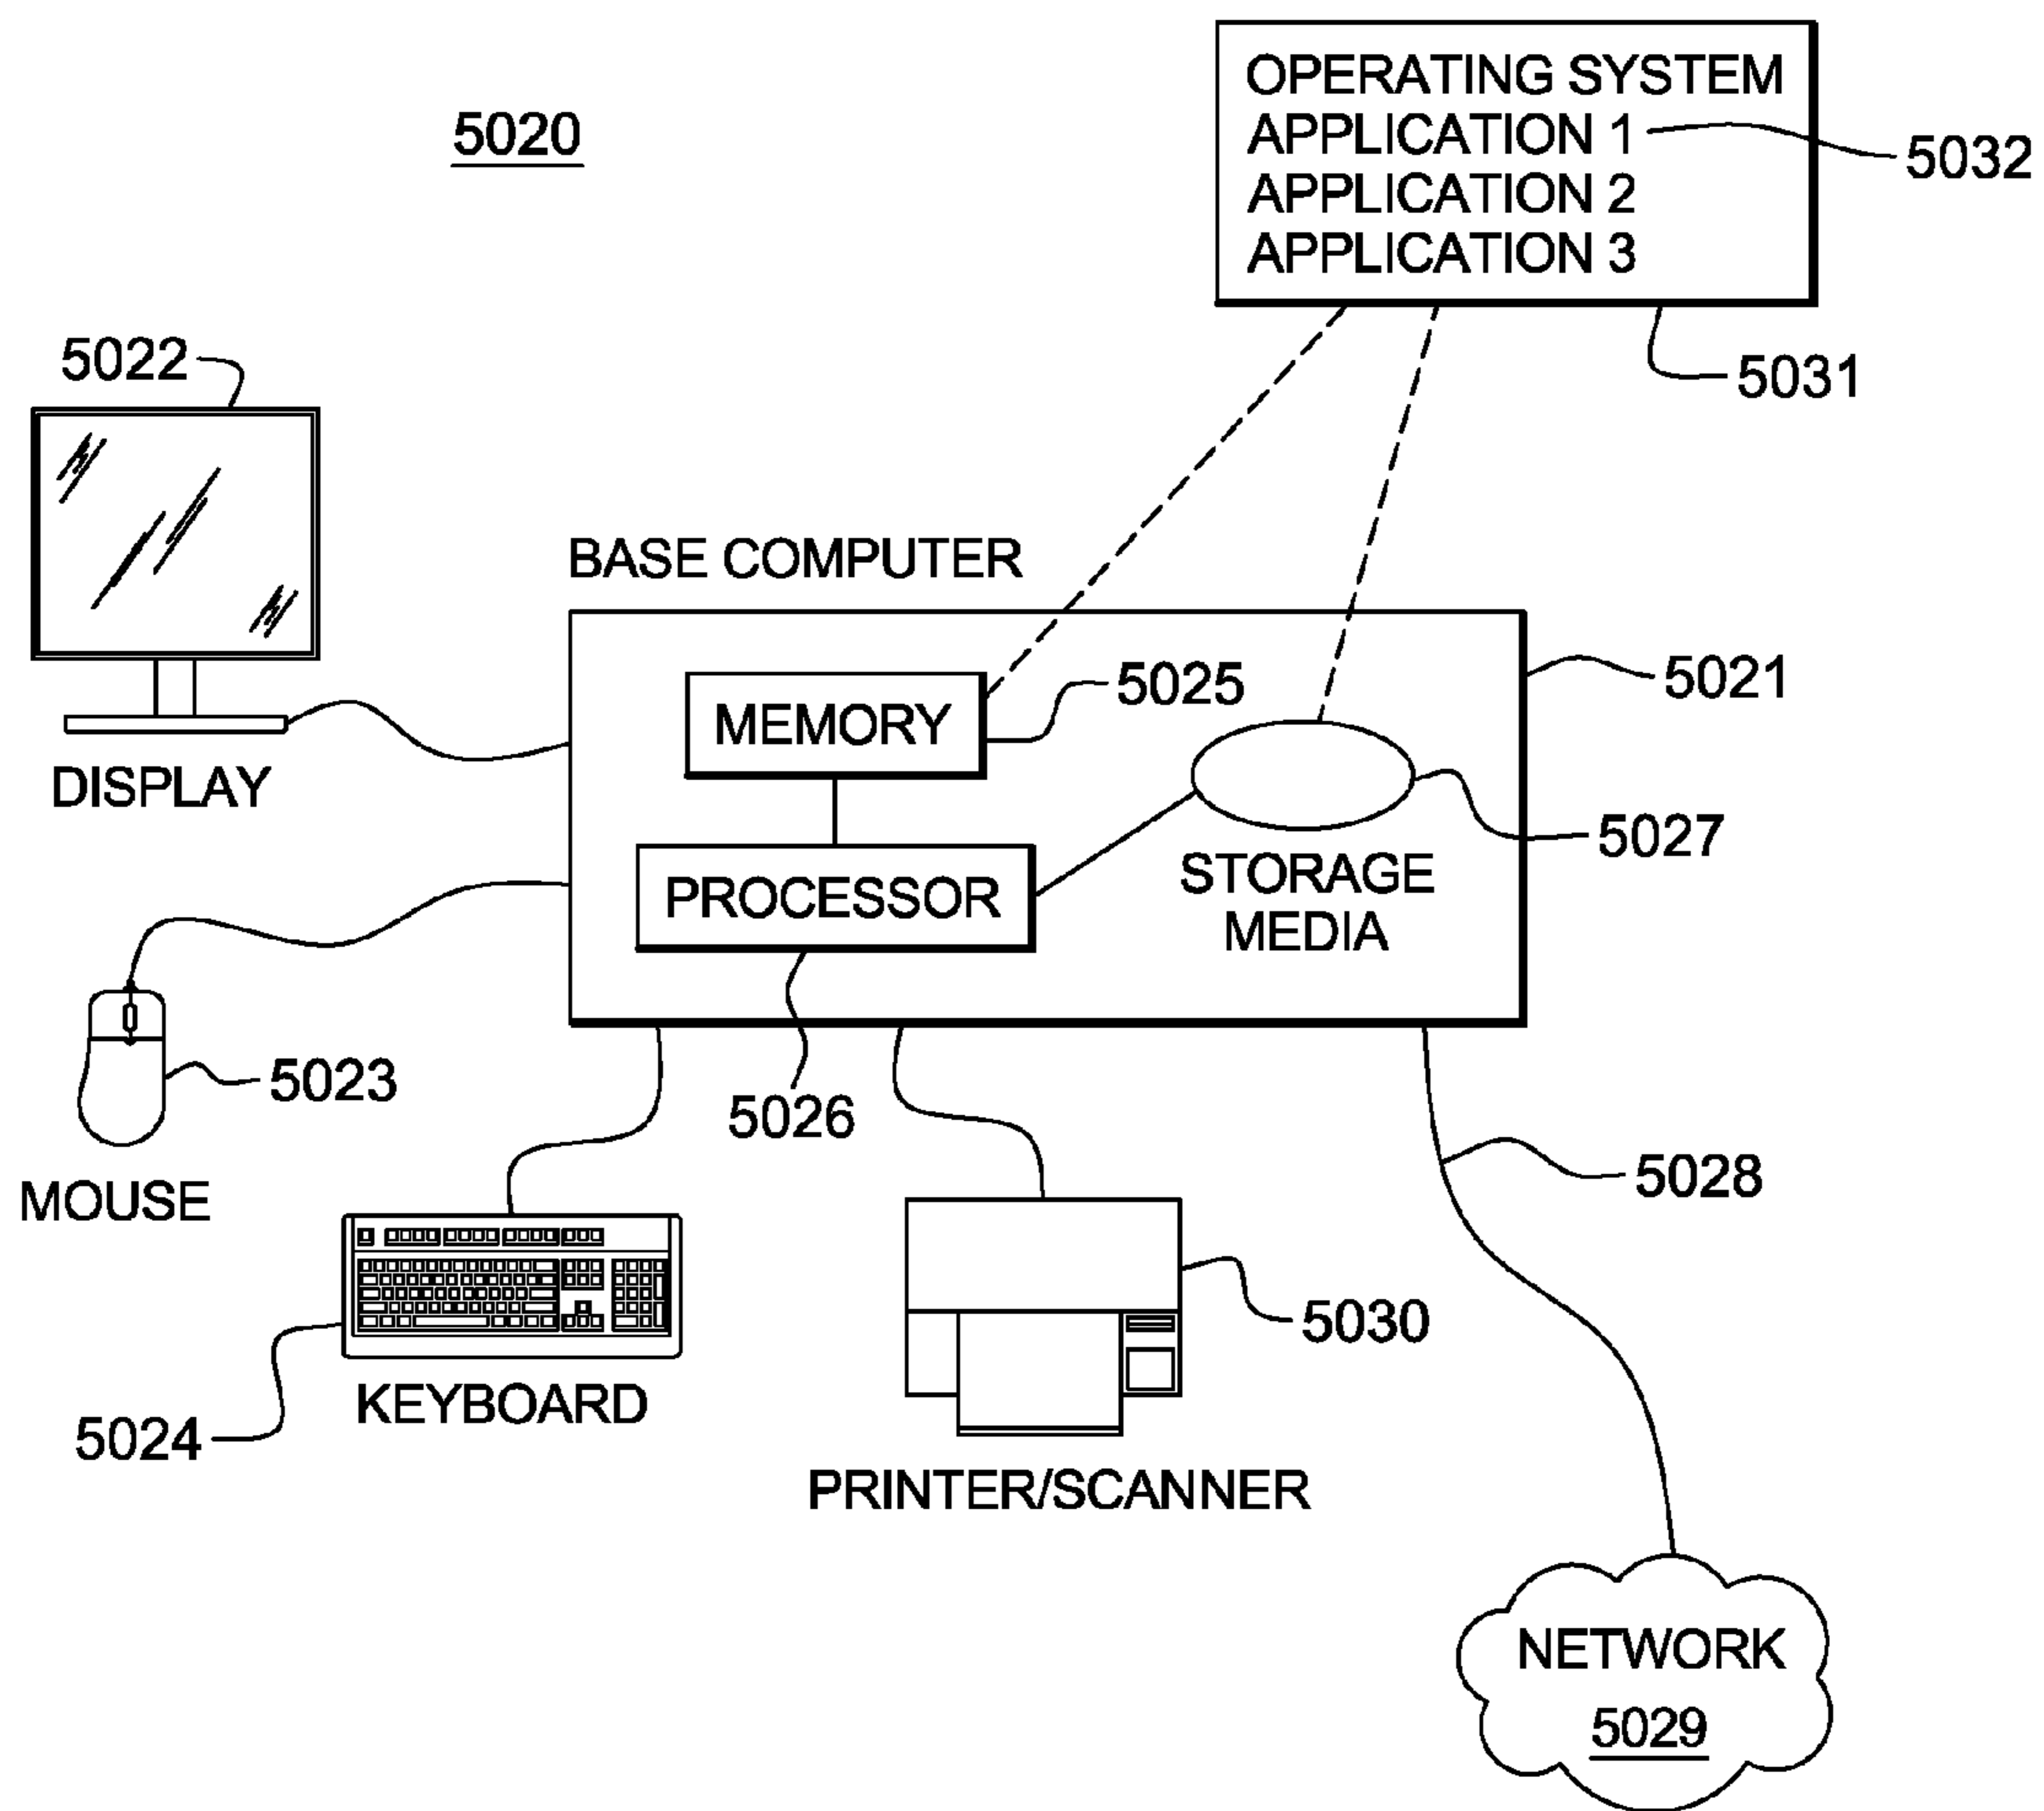 5020
OPERATING SYSTEM
APPLICATION 1
APPLICATION 2
APPLICATION 3
5032
5031
5022
DISPLAY
BASE COMPUTER
MEMORY
5025
5021
PROCESSOR
STORAGE
MEDIA
5027
5026
5023
MOUSE
5028
5024
KEYBOARD
5030
PRINTER/SCANNER
NETWORK
5029